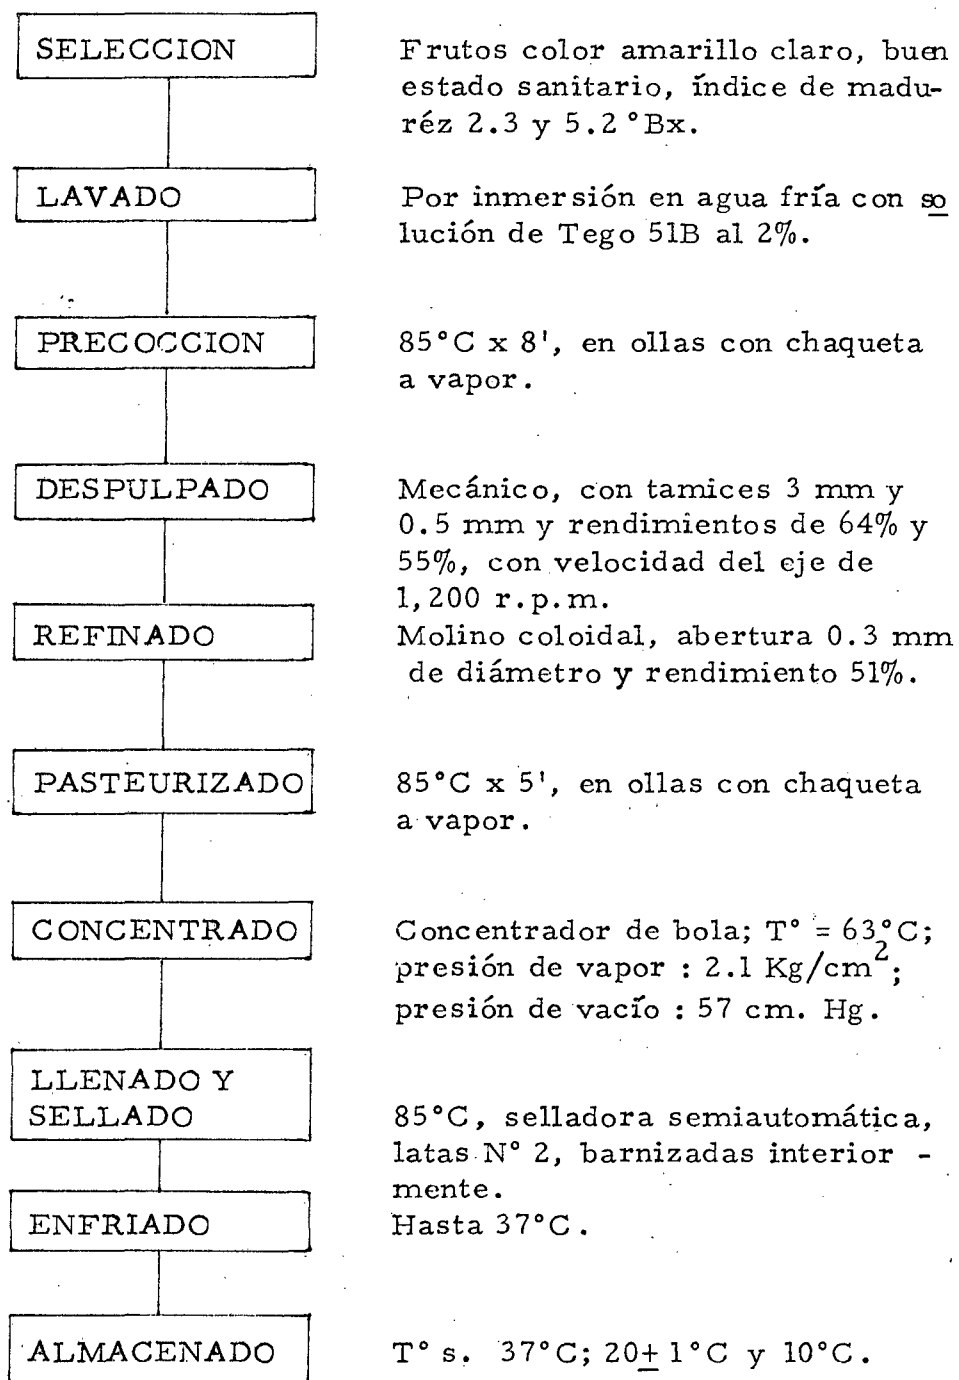 SELECCION
Frutos color amarillo claro, buen
estado sanitario, índice de madu-
réz 2.3 y 5.2 °Bx.
LAVADO
Por inmersión en agua fría con so
lución de Tego 51B al 2%.
PRECOCCION
85°C x 8', en ollas con chaqueta
a vapor.
DESPULPADO
Mecánico, con tamices 3 mm y
0.5 mm y rendimientos de 64% y
55%, con velocidad del eje de
1,200 r.p.m.
REFINADO
Molino coloidal, abertura 0.3 mm
de diámetro y rendimiento 51%.
PASTEURIZADO
85°C x 5', en ollas con chaqueta
a vapor.
CONCENTRADO
Concentrador de bola; T° = 63°C;
presión de vapor : 2.1 Kg/cm²;
presión de vacío : 57 cm. Hg.
LLENADO Y
SELLADO
85°C, selladora semiautomática,
latas N° 2, barnizadas interior -
mente.
ENFRIADO
Hasta 37°C.
ALMACENADO
T° s. 37°C; 20± 1°C y 10°C.